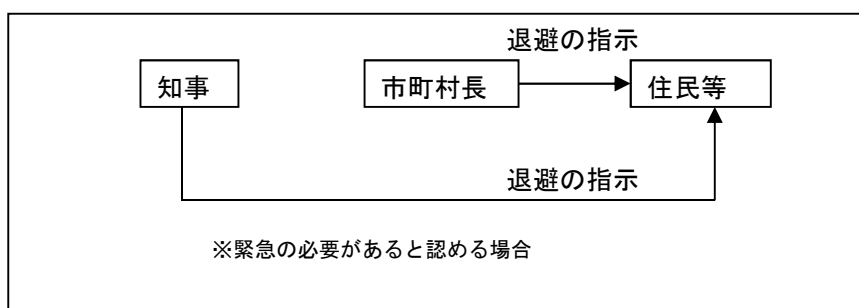 退避の指示
知事
市町村長
住民等
退避の指示
※緊急の必要があると認める場合